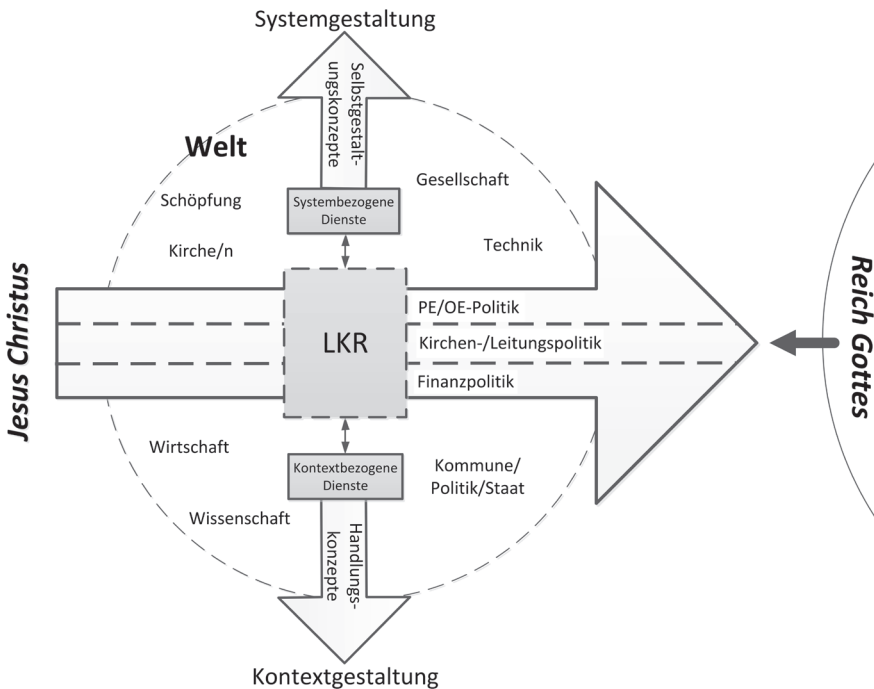 Systemgestaltung
Selbstgestalt-
ungskonzepte
Welt
Gesellschaft
Schöpfung
Systembezogene
Dienste
Kirche/n
Technik
Jesus Christus
LKR
PE/OE-Politik
Kirchen-/Leitungspolitik
Finanzpolitik
Reich Gottes
Wirtschaft
Kontextbezogene
Dienste
Kommune/
Politik/Staat
Wissenschaft
Handlungs-
konzepte
Kontextgestaltung